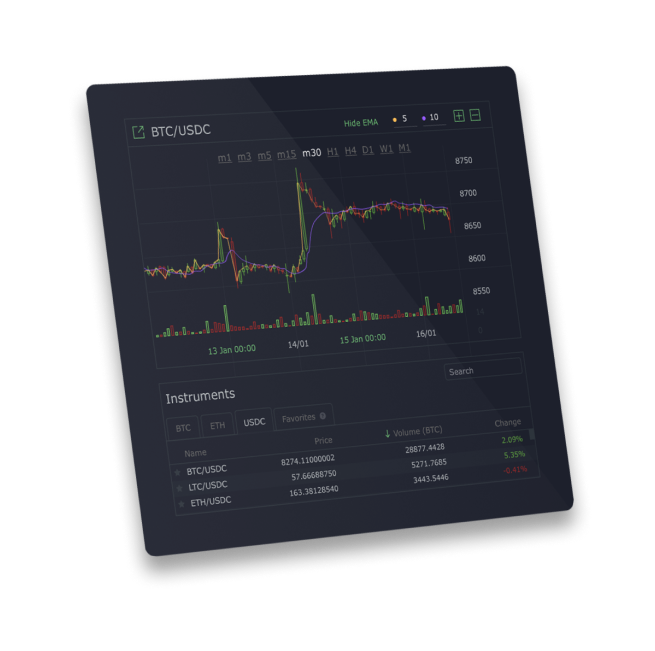 BTC/USDC
Hide EMA 5 10
m1 m3 m5 m15 m30 H1 H4 D1 W1 M1
8750
8700
8650
8600
8550
13 Jan 00:00 14/01 15 Jan 00:00 16/01
Instruments
Search
BTC ETH USDC Favorites
Name Price Volume (BTC) Change
BTC/USDC 8274.11000002 28877.4428 2.09%
LTC/USDC 57.66688750 5271.7685 5.35%
ETH/USDC 163.38128540 3443.5446 -0.41%